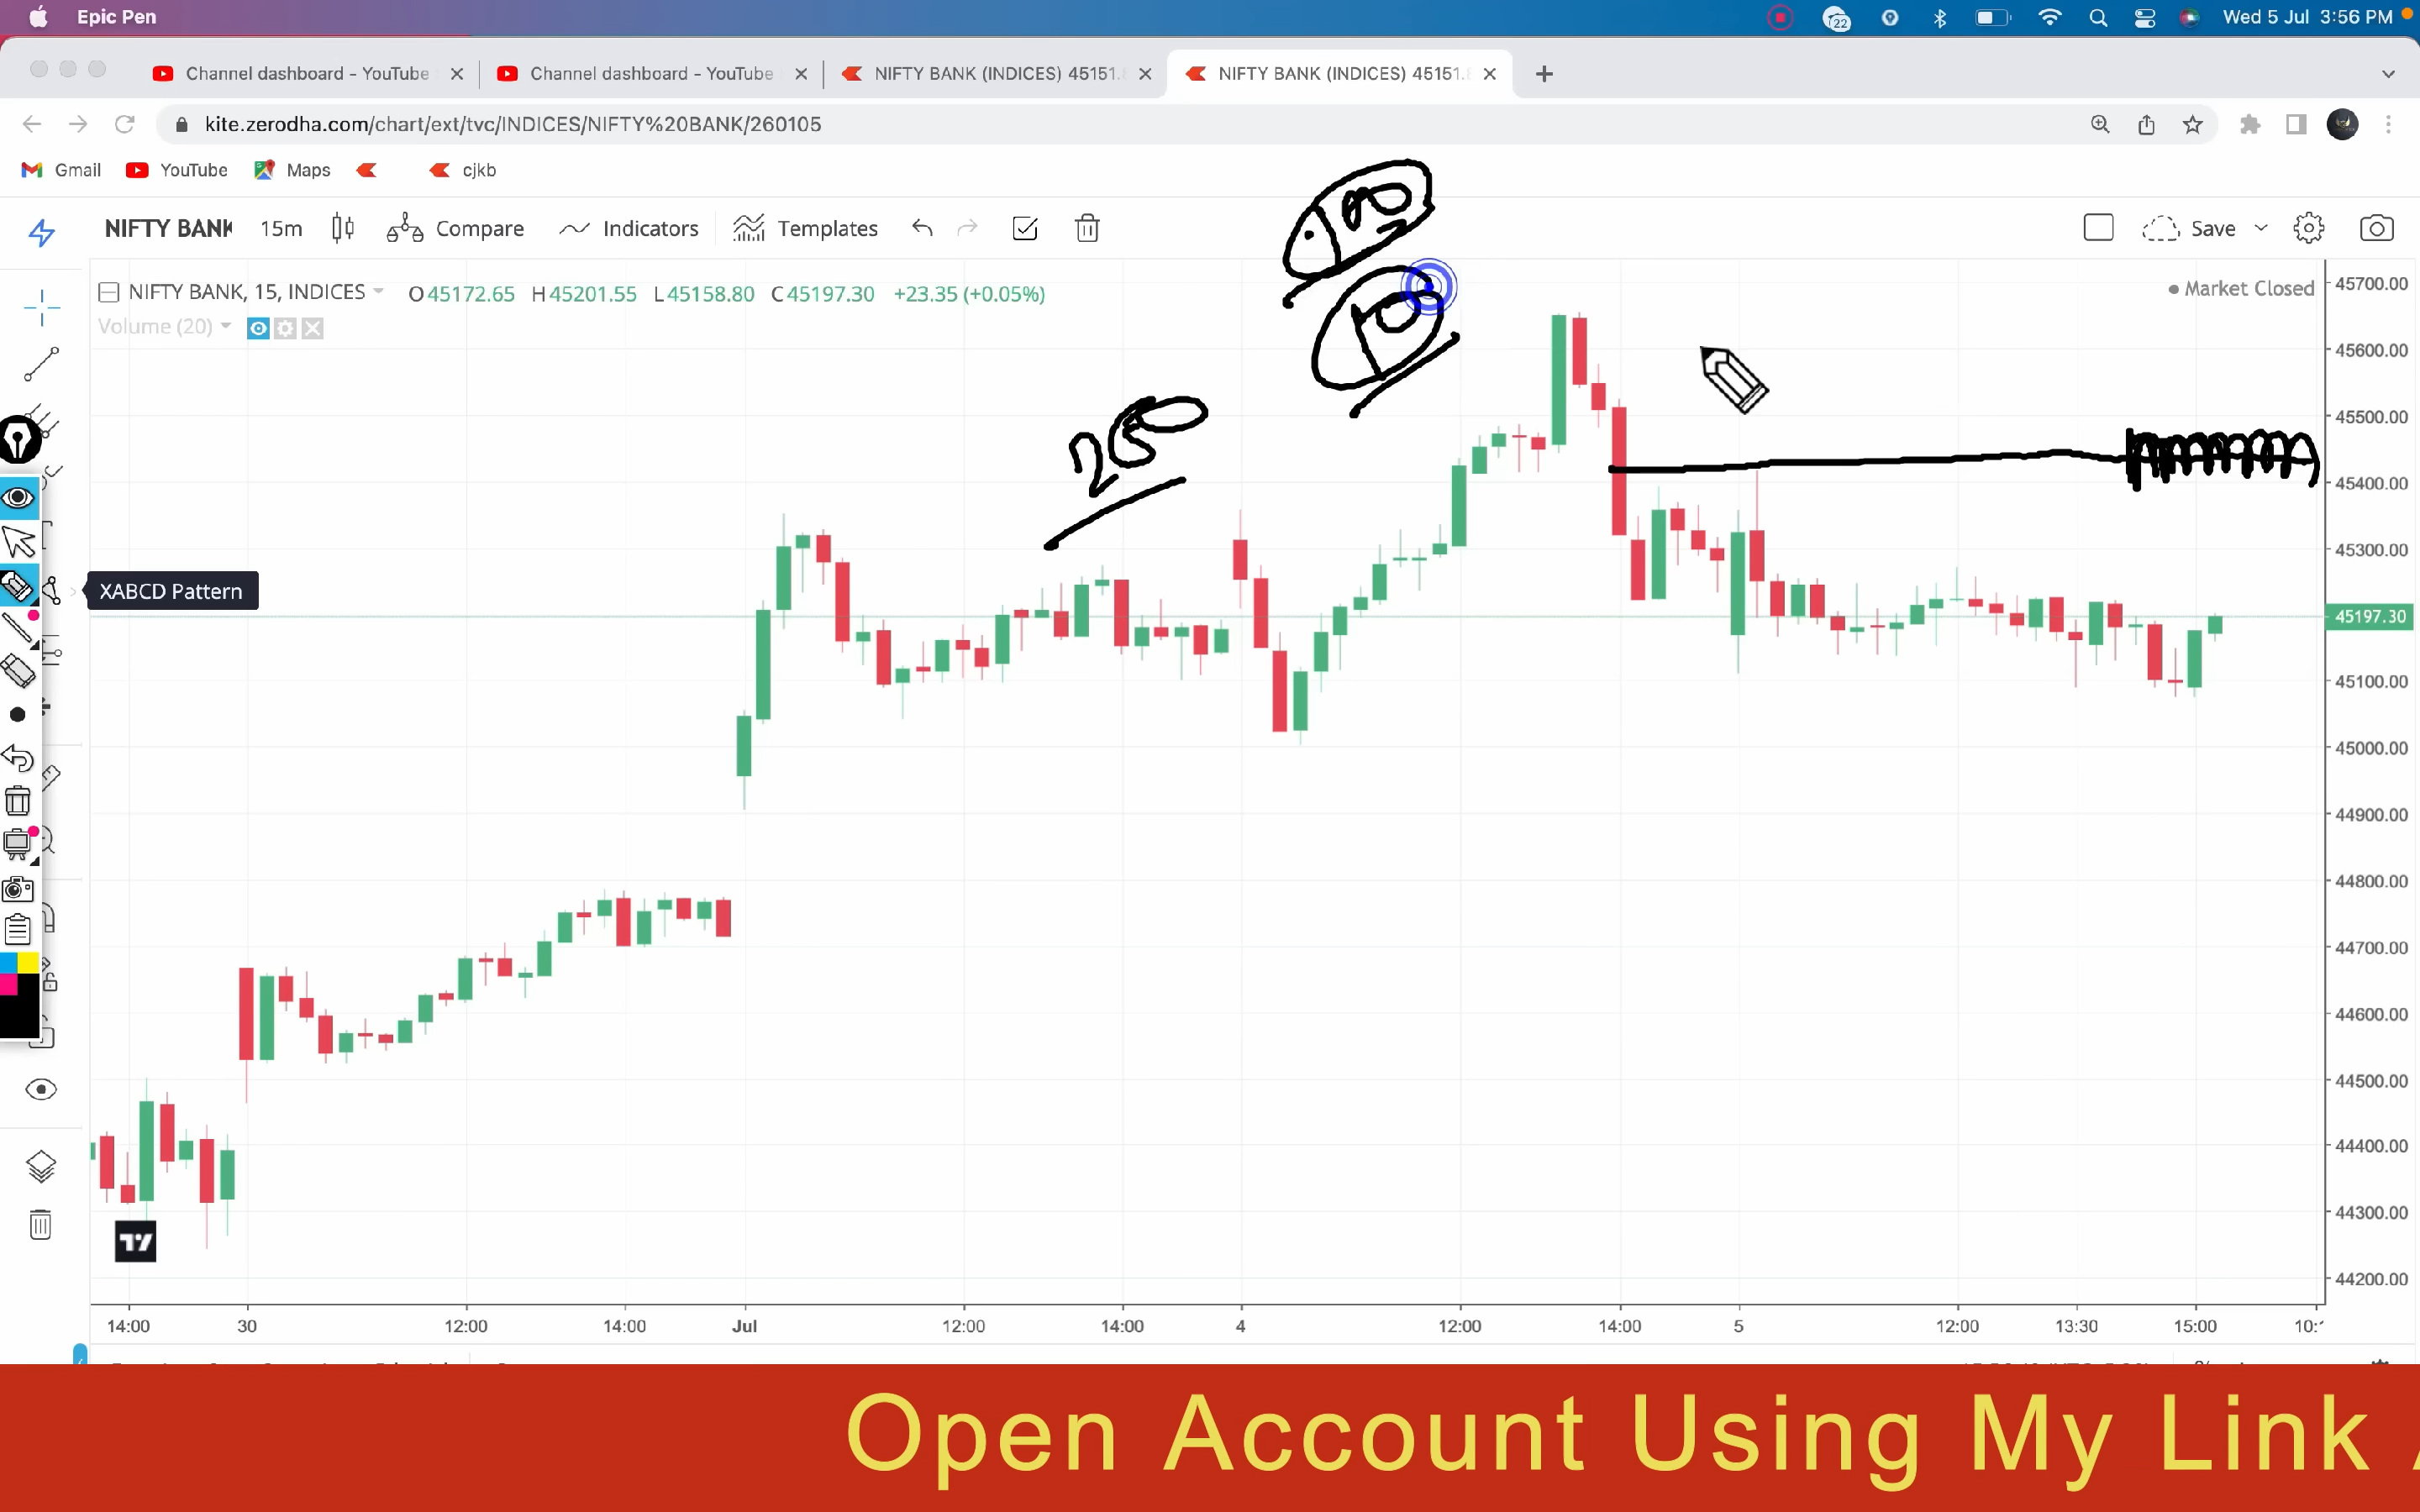 Epic Pen
22
Wed 5 Jul 3:56 PM
Channel dashboard - YouTube
Channel dashboard - YouTube
NIFTY BANK (INDICES) 45151.
NIFTY BANK (INDICES) 45151.
kite.zerodha.com/chart/ext/tvc/INDICES/NIFTY%20BANK/260105
Gmail
YouTube
Maps
cjkb
NIFTY BANK
15m
Compare
Indicators
Templates
Save
NIFTY BANK, 15, INDICES
O45172.65 H45201.55 L45158.80 C45197.30 +23.35 (+0.05%)
Market Closed
Volume (20)
XABCD Pattern
45700.00
45600.00
45500.00
45400.00
45300.00
45197.30
45100.00
45000.00
44900.00
44800.00
44700.00
44600.00
44500.00
44400.00
44300.00
44200.00
14:00 30 12:00 14:00 Jul 12:00 14:00 4 12:00 14:00 5 12:00 13:30 15:00
Open Account Using My Link